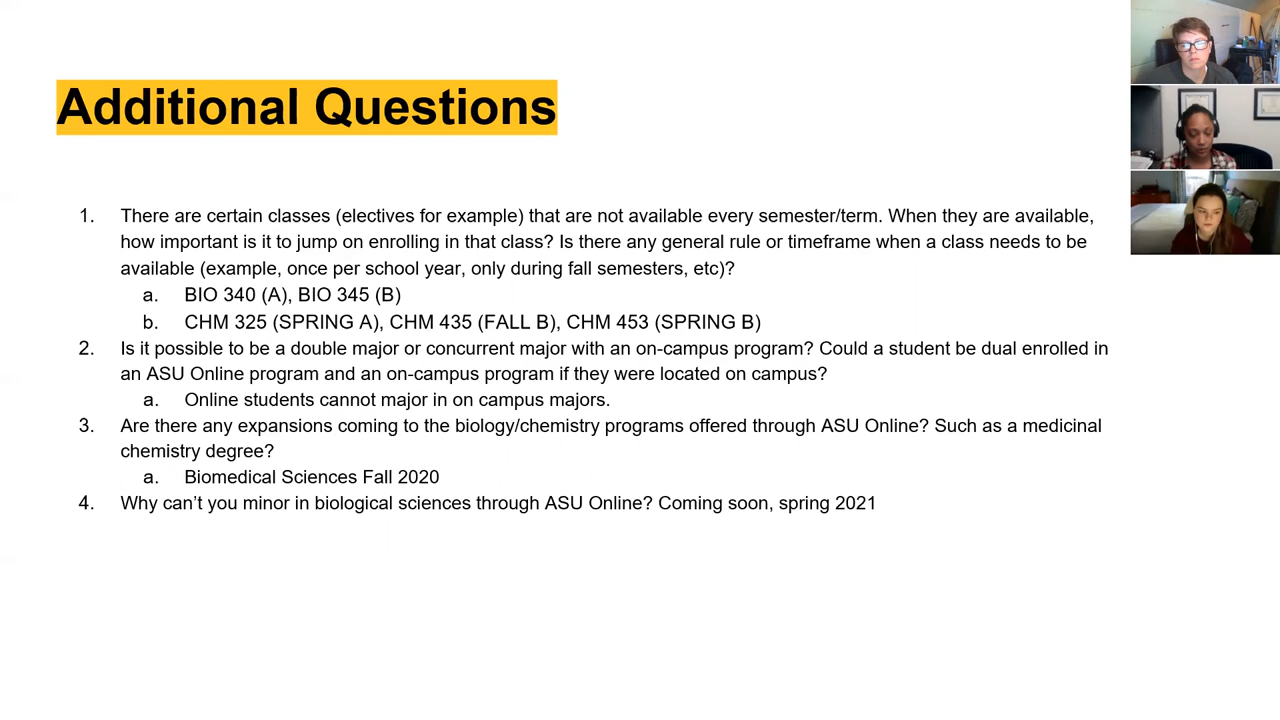 Additional Questions
1. There are certain classes (electives for example) that are not available every semester/term. When they are available,
how important is it to jump on enrolling in that class? Is there any general rule or timeframe when a class needs to be
available (example, once per school year, only during fall semesters, etc)?
a. BIO 340 (A), BIO 345 (B)
b. CHM 325 (SPRING A), CHM 435 (FALL B), CHM 453 (SPRING B)
2. Is it possible to be a double major or concurrent major with an on-campus program? Could a student be dual enrolled in
an ASU Online program and an on-campus program if they were located on campus?
a. Online students cannot major in on campus majors.
3. Are there any expansions coming to the biology/chemistry programs offered through ASU Online? Such as a medicinal
chemistry degree?
a. Biomedical Sciences Fall 2020
4. Why can’t you minor in biological sciences through ASU Online? Coming soon, spring 2021